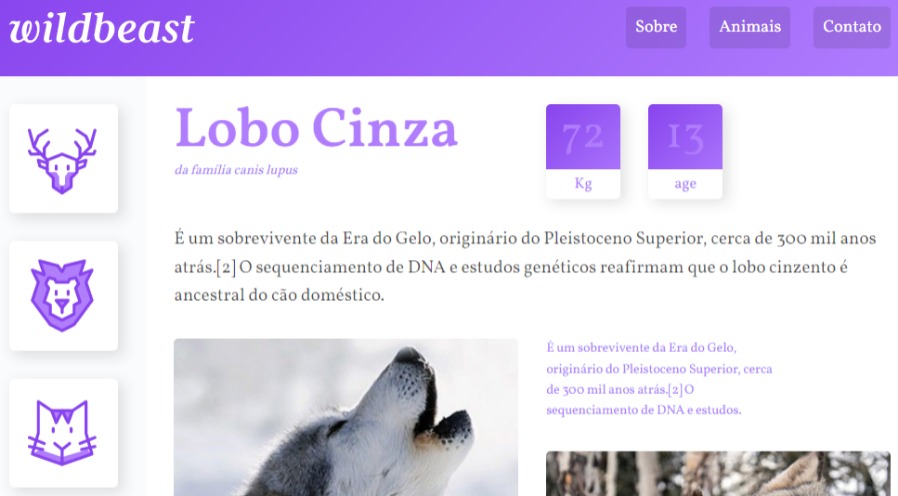 wildbeast
Sobre
Animais
Contato
Lobo Cinza
da família canis lupus
72
Kg
13
age
É um sobrevivente da Era do Gelo, originário do Pleistoceno Superior, cerca de 300 mil anos
atrás.[2] O sequenciamento de DNA e estudos genéticos reafirmam que o lobo cinzento é
ancestral do cão doméstico.
É um sobrevivente da Era do Gelo,
originário do Pleistoceno Superior, cerca
de 300 mil anos atrás.[2] O
sequenciamento de DNA e estudos.